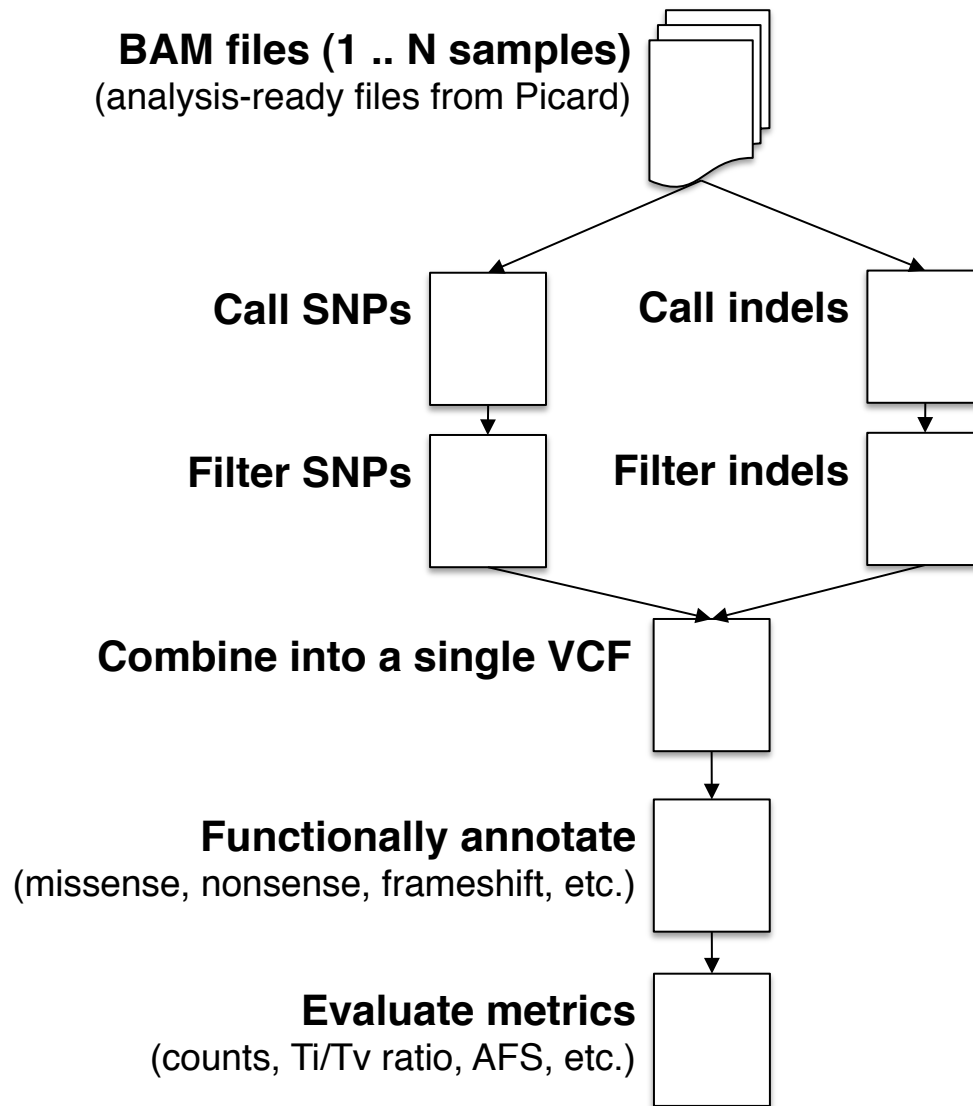 BAM files (1 .. N samples)
(analysis-ready files from Picard)
Call SNPs
Call indels
Filter SNPs
Filter indels
Combine into a single VCF
Functionally annotate
(missense, nonsense, frameshift, etc.)
Evaluate metrics
(counts, Ti/Tv ratio, AFS, etc.)